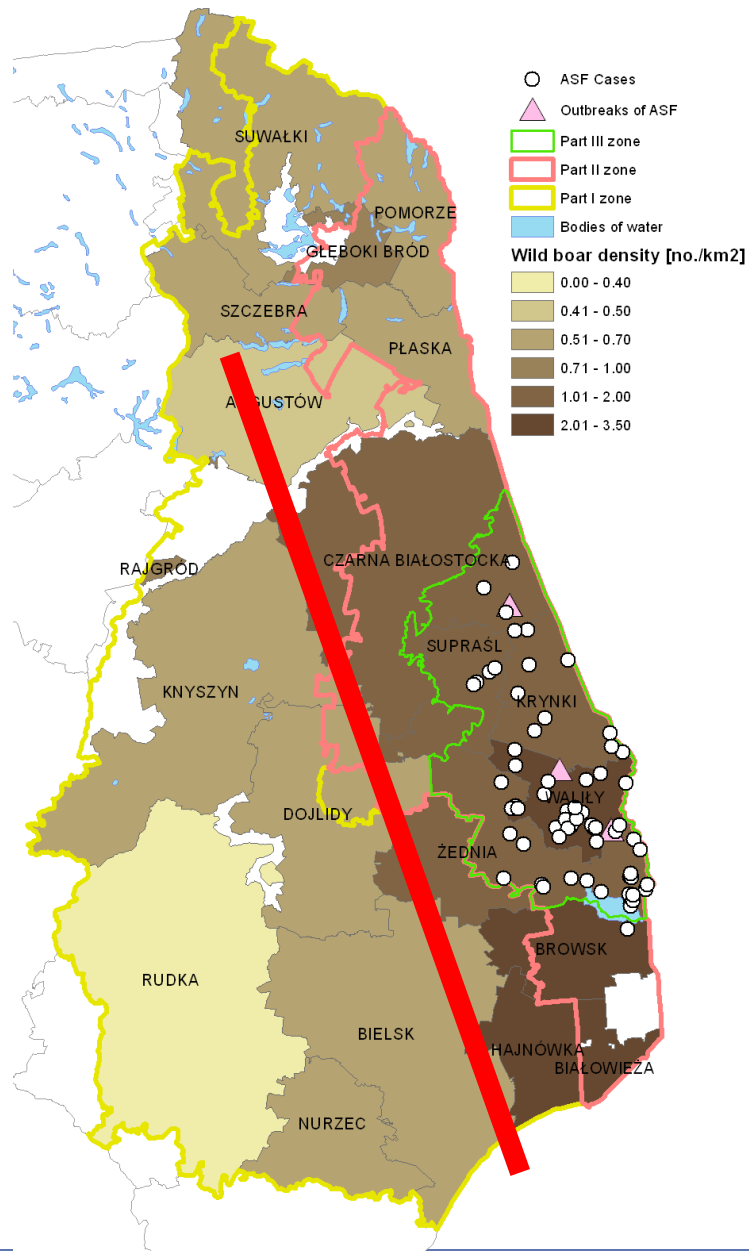 ASF Cases
Outbreaks of ASF
Part III zone
Part II zone
Part I zone
Bodies of water
Wild boar density [no./km2]
0.00 - 0.40
0.41 - 0.50
0.51 - 0.70
0.71 - 1.00
1.01 - 2.00
2.01 - 3.50
SUWAŁKI
POMORZE
GŁĘBOKI BRÓD
SZCZEBRA
PŁASKA
RAJGRÓD
CZARNA BIAŁOSTOCKA
SUPRAŚL
KNYSZYN
KRYNKI
WALIŁY
DOJLIDY
ŻEDNIA
BROWSK
RUDKA
BIELSK
HAJNÓWKA
BIAŁOWIEŻA
NURZEC